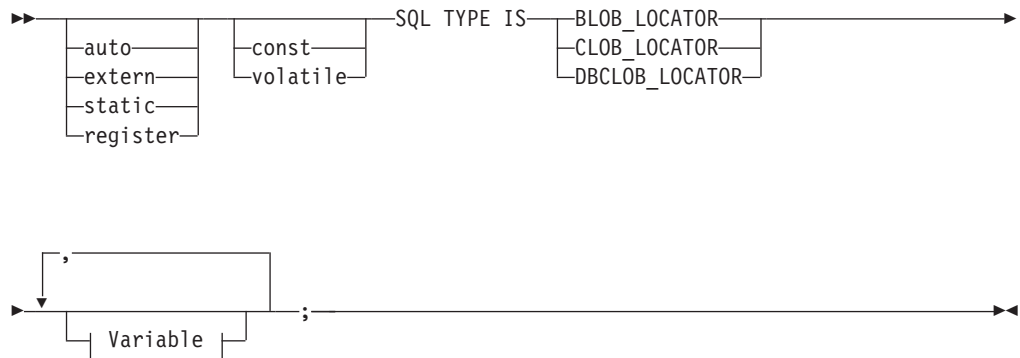 SQL TYPE IS BLOB_LOCATOR
auto const CLOB_LOCATOR
extern volatile DBCLOB_LOCATOR
static
register
,
;
Variable